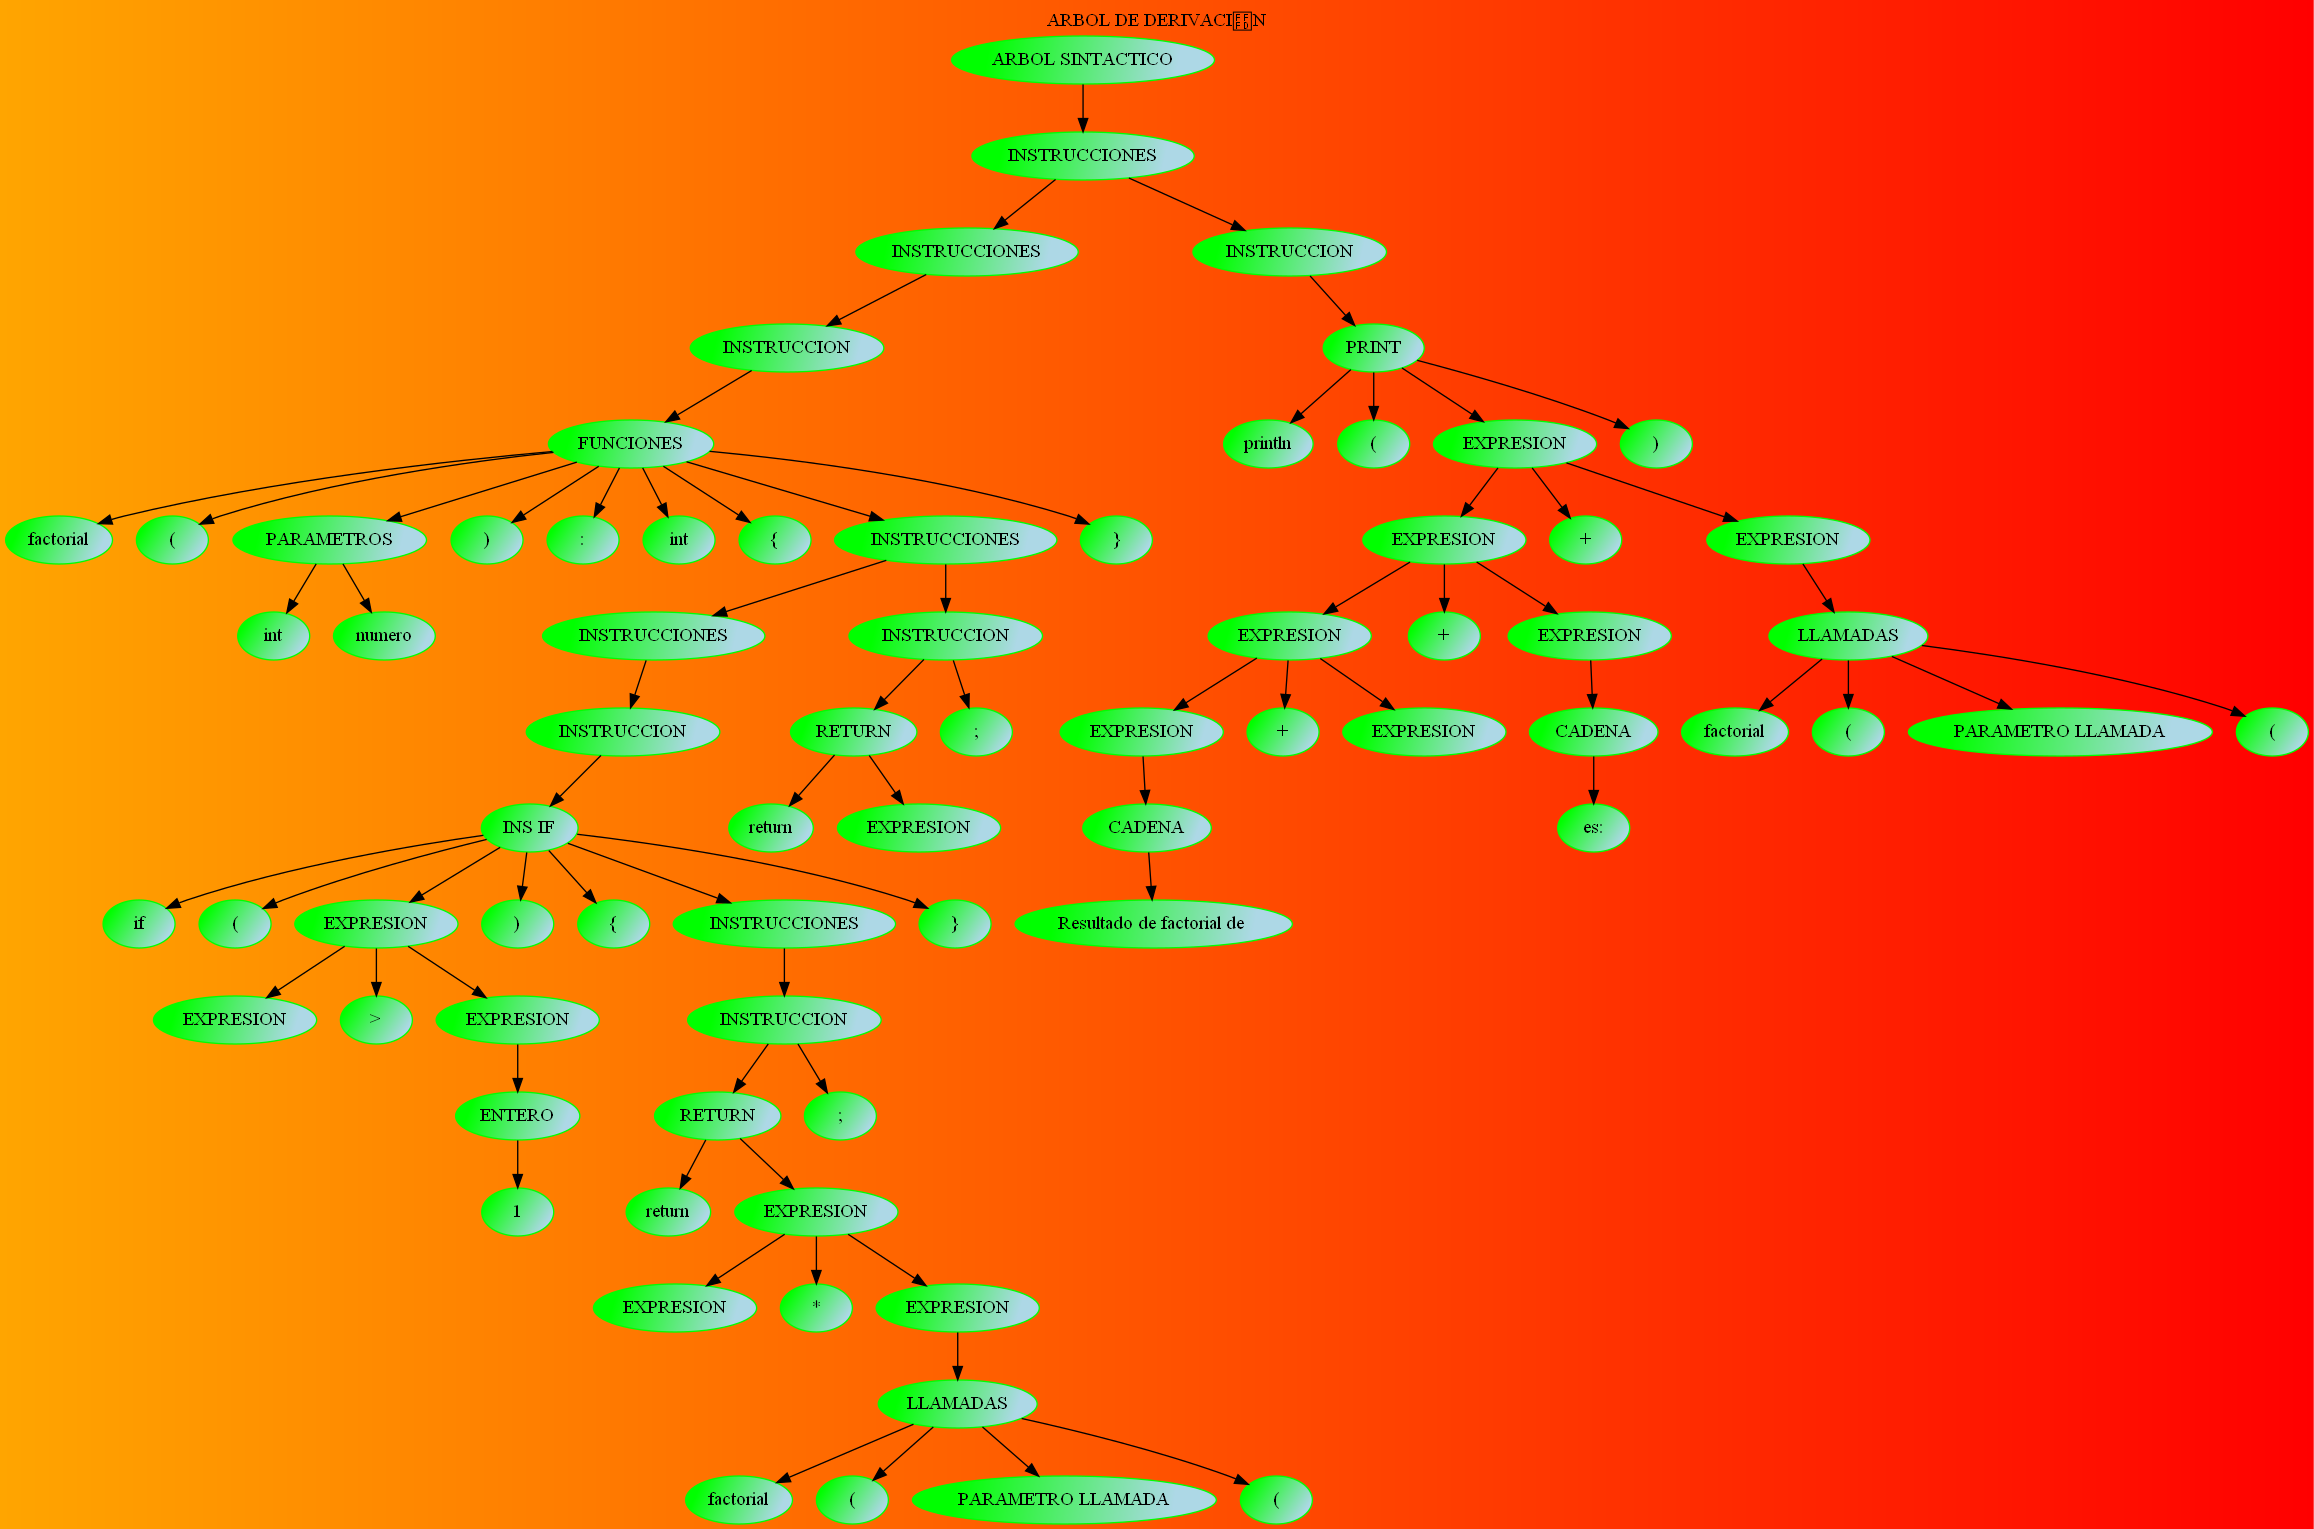 ARBOL DE DERIVACI�N
ARBOL SINTACTICO
INSTRUCCIONES
INSTRUCCIONES INSTRUCCION
INSTRUCCION PRINT
FUNCIONES println ( EXPRESION )
factorial ( PARAMETROS ) : int { INSTRUCCIONES } EXPRESION + EXPRESION
int numero INSTRUCCIONES INSTRUCCION EXPRESION + EXPRESION LLAMADAS
INSTRUCCION RETURN ; EXPRESION + EXPRESION CADENA factorial ( PARAMETRO LLAMADA (
INS IF return EXPRESION CADENA es:
if ( EXPRESION ) { INSTRUCCIONES } Resultado de factorial de
EXPRESION > EXPRESION INSTRUCCION
ENTERO RETURN ;
1 return EXPRESION
EXPRESION * EXPRESION
LLAMADAS
factorial ( PARAMETRO LLAMADA (